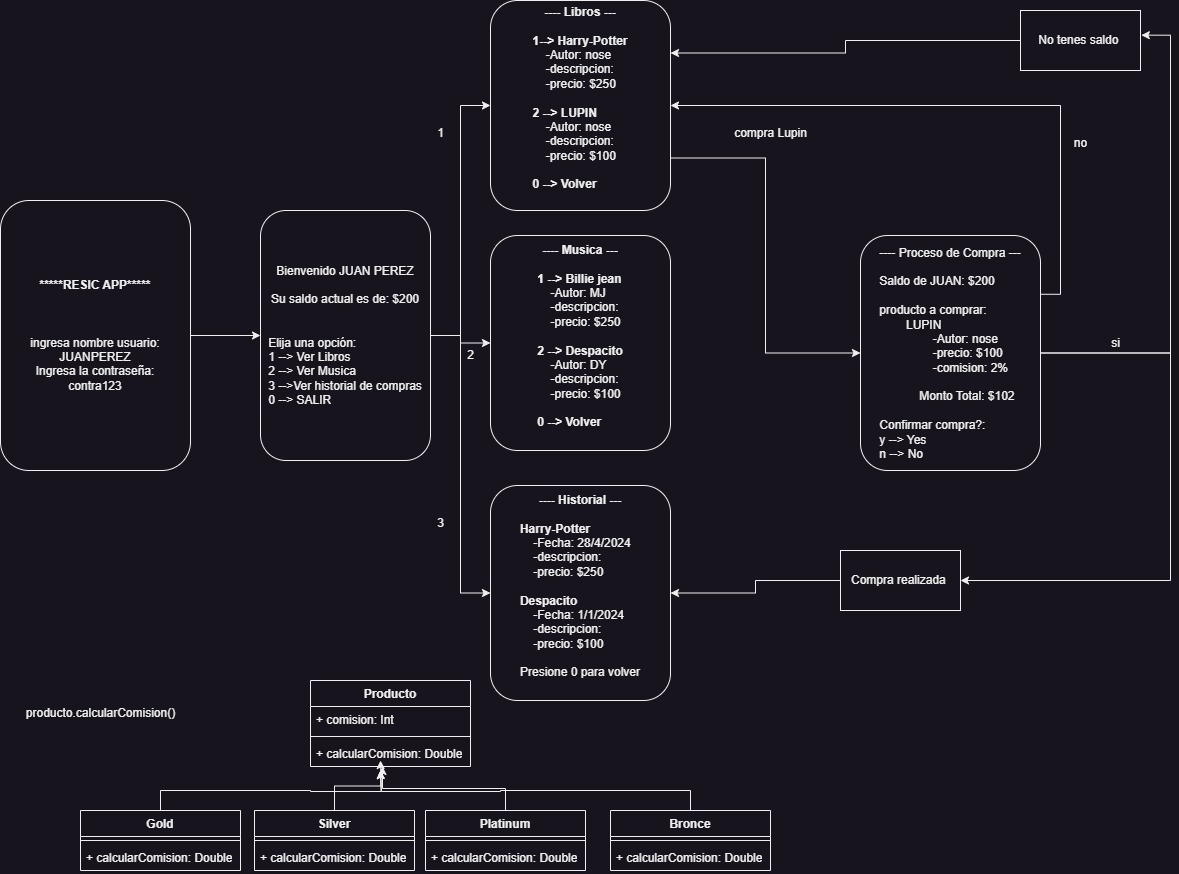 *****RESIC APP*****
ingresa nombre usuario:
JUANPEREZ
Ingresa la contraseña:
contra123
Bienvenido JUAN PEREZ
Su saldo actual es de: $200
Elija una opción:
1 --> Ver Libros
2 --> Ver Musica
3 -->Ver historial de compras
0 --> SALIR
1
2
3
---- Libros ---
1--> Harry-Potter
-Autor: nose
-descripcion:
-precio: $250
2 --> LUPIN
-Autor: nose
-descripcion:
-precio: $100
0 --> Volver
---- Musica ---
1 --> Billie jean
-Autor: MJ
-descripcion:
-precio: $250
2 --> Despacito
-Autor: DY
-descripcion:
-precio: $100
0 --> Volver
---- Historial ---
Harry-Potter
-Fecha: 28/4/2024
-descripcion:
-precio: $250
Despacito
-Fecha: 1/1/2024
-descripcion:
-precio: $100
Presione 0 para volver
compra Lupin
No tenes saldo
no
---- Proceso de Compra ---
Saldo de JUAN: $200
producto a comprar:
LUPIN
-Autor: nose
-precio: $100
-comision: 2%
Monto Total: $102
Confirmar compra?:
y --> Yes
n --> No
si
Compra realizada
producto.calcularComision()
Producto
+ comision: Int
+ calcularComision: Double
Gold
+ calcularComision: Double
Silver
+ calcularComision: Double
Platinum
+ calcularComision: Double
Bronce
+ calcularComision: Double